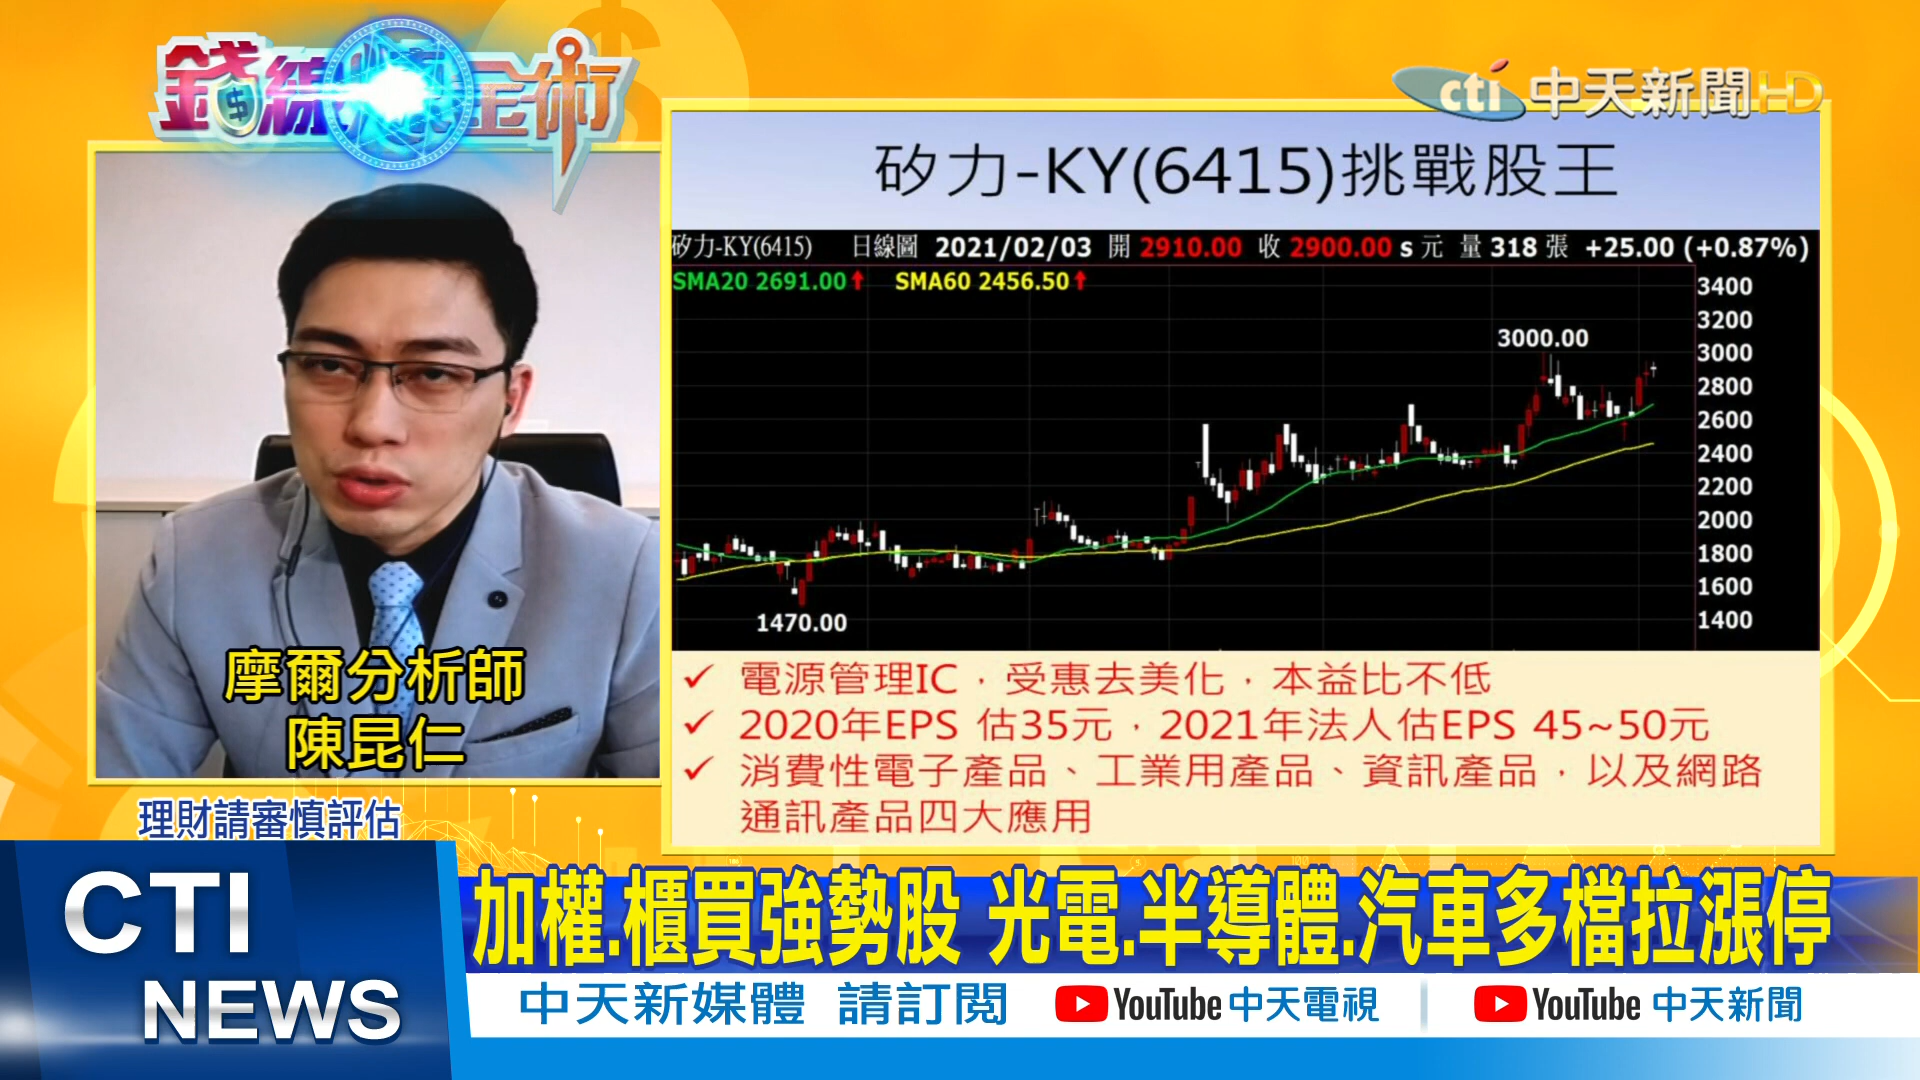 錢線煉金術
cti 中天新聞HD
矽力-KY(6415)挑戰股王
矽力-KY(6415) 日線圖 2021/02/03 開 2910.00 收 2900.00 s 元 量 318 張 +25.00 (+0.87%)
SMA20 2691.00↑ SMA60 2456.50↑
3400
3200
3000
2800
2600
2400
2200
2000
1800
1600
1400
3000.00
1470.00
✓ 電源管理IC，受惠去美化，本益比不低
✓ 2020年EPS 估35元，2021年法人估EPS 45~50元
✓ 消費性電子產品、工業用產品、資訊產品，以及網路
通訊產品四大應用
摩爾分析師
陳昆仁
理財請審慎評估
CTI
NEWS
加權.櫃買強勢股 光電.半導體.汽車多檔拉漲停
中天新媒體 請訂閱 YouTube 中天電視 YouTube 中天新聞